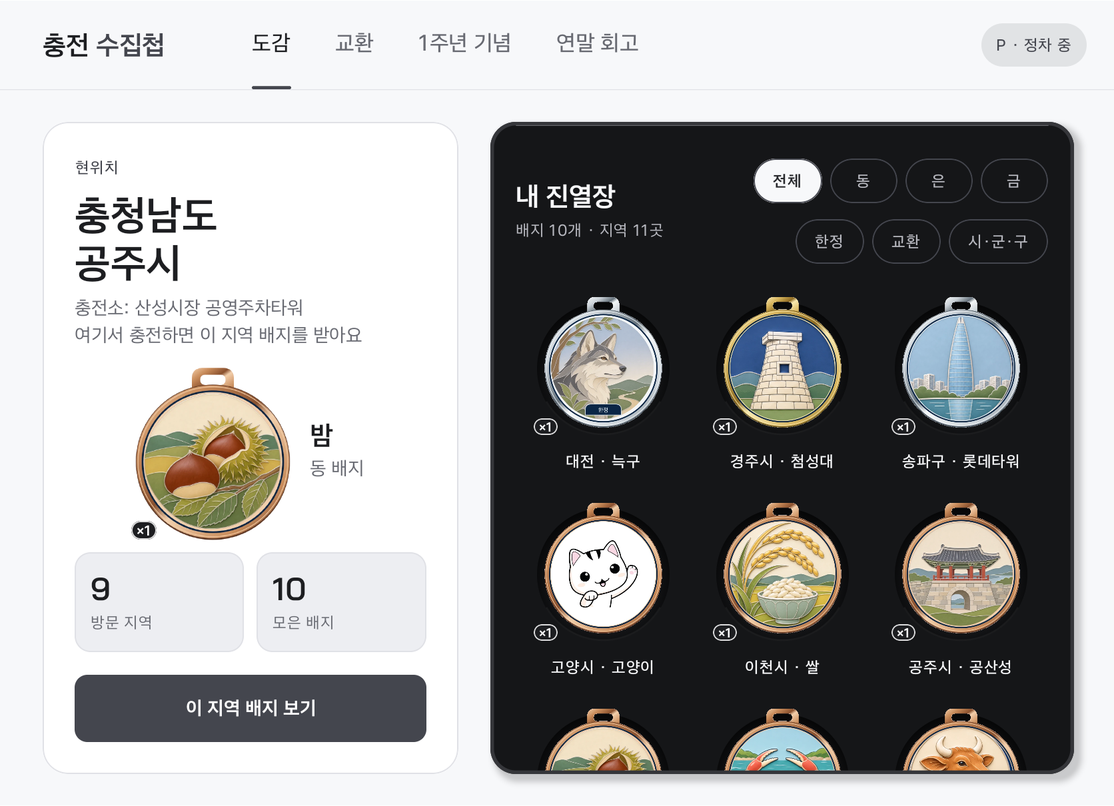 충전 수집첩
도감
교환
1주년 기념
연말 회고
P · 정차 중
현위치
충청남도
공주시
충전소: 산성시장 공영주차타워
여기서 충전하면 이 지역 배지를 받아요
밤
동 배지
×1
9
방문 지역
10
모은 배지
이 지역 배지 보기
내 진열장
배지 10개 · 지역 11곳
전체
동
은
금
한정
교환
시·군·구
한정
×1
대전 · 늑구
×1
경주시 · 첨성대
×1
송파구 · 롯데타워
×1
고양시 · 고양이
×1
이천시 · 쌀
×1
공주시 · 공산성